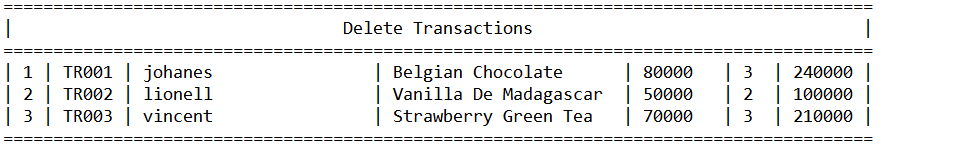 =======================================================================================
|                                 Delete Transactions                                 |
=======================================================================================
| 1 | TR001 | johanes                | Belgian Chocolate      | 80000   | 3  | 240000 |
| 2 | TR002 | lionell                | Vanilla De Madagascar  | 50000   | 2  | 100000 |
| 3 | TR003 | vincent                | Strawberry Green Tea   | 70000   | 3  | 210000 |
=======================================================================================